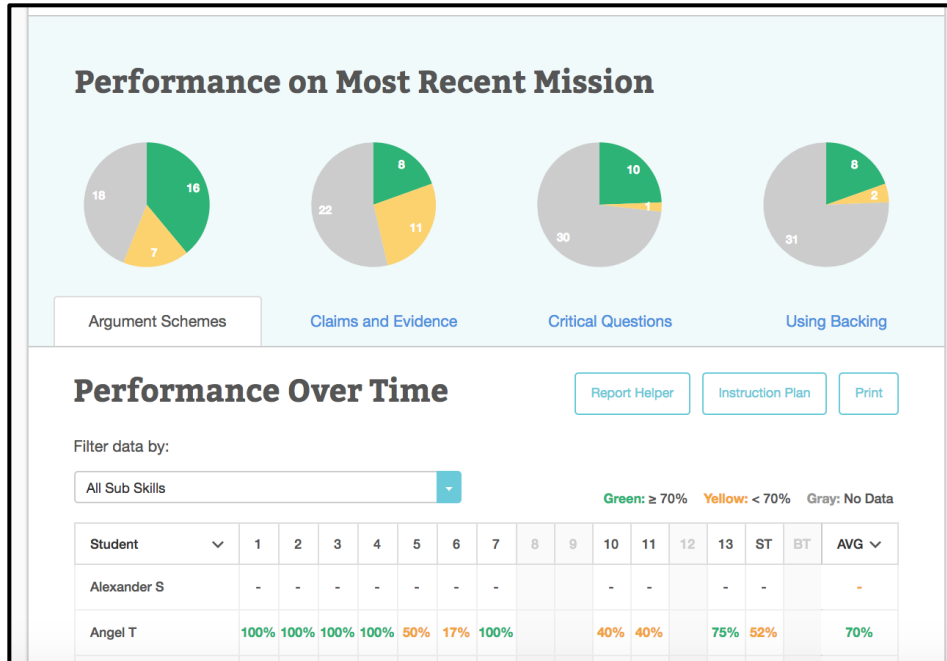 Performance on Most Recent Mission
18 16 7
8 22 11
10 1 30
8 2 31
Argument Schemes Claims and Evidence Critical Questions Using Backing
Performance Over Time
Report Helper Instruction Plan Print
Filter data by:
All Sub Skills
Green: ≥ 70% Yellow: < 70% Gray: No Data
Student 1 2 3 4 5 6 7 8 9 10 11 12 13 ST BT AVG
Alexander S - - - - - - - - - - - -
Angel T 100% 100% 100% 100% 50% 17% 100% 40% 40% 75% 52% 70%